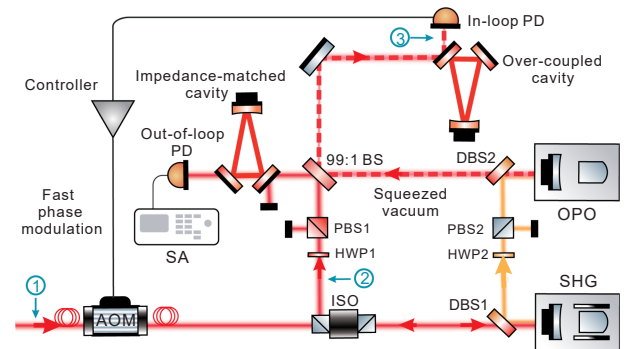 In-loop PD
③
Controller
Impedance-matched
cavity
Over-coupled
cavity
Out-of-loop
PD
99:1 BS
DBS2
Squeezed
vacuum
OPO
Fast
phase
modulation
SA
PBS1
PBS2
HWP1
HWP2
②
SHG
①
ISO
DBS1
AOM